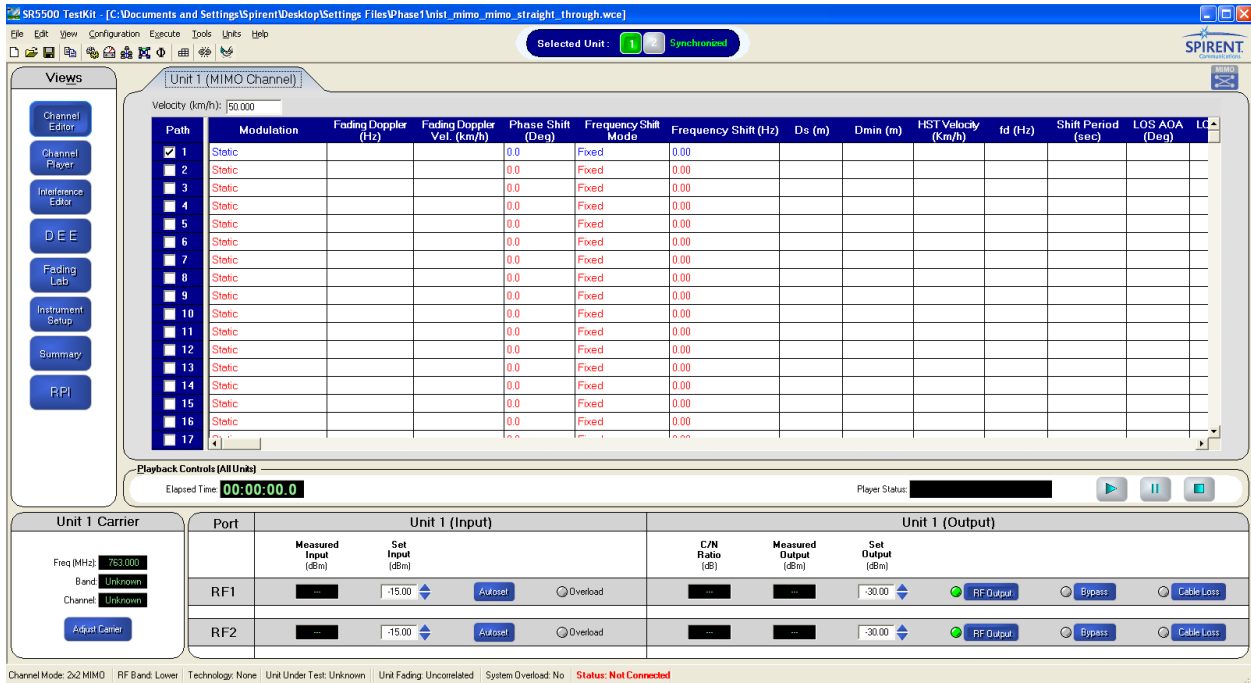 SR5500 TestKit - [C:\Documents and Settings\Spirent\Desktop\Settings Files\Phase1\nist_mimo_mimo_straight_through.wce]
File Edit View Configuration Execute Tools Units Help
Selected Unit: 1 2 Synchronized
SPIRENT
Communications
Views
Unit 1 (MIMO Channel)
MIMO
Velocity (km/h): 50.000
Channel Editor
Channel Player
Interference Editor
D E E
Fading Lab
Instrument Setup
Summary
RPI
Path Modulation Fading Doppler (Hz) Fading Doppler Vel. (km/h) Phase Shift (Deg) Frequency Shift Mode Frequency Shift (Hz) Ds (m) Dmin (m) HST Velocity (Km/h) fd (Hz) Shift Period (sec) LOS AOA (Deg)
1 Static 0.0 Fixed 0.00
2 Static 0.0 Fixed 0.00
3 Static 0.0 Fixed 0.00
4 Static 0.0 Fixed 0.00
5 Static 0.0 Fixed 0.00
6 Static 0.0 Fixed 0.00
7 Static 0.0 Fixed 0.00
8 Static 0.0 Fixed 0.00
9 Static 0.0 Fixed 0.00
10 Static 0.0 Fixed 0.00
11 Static 0.0 Fixed 0.00
12 Static 0.0 Fixed 0.00
13 Static 0.0 Fixed 0.00
14 Static 0.0 Fixed 0.00
15 Static 0.0 Fixed 0.00
16 Static 0.0 Fixed 0.00
17
Playback Controls (All Units)
Elapsed Time: 00:00:00.0 Player Status:
Unit 1 Carrier
Freq (MHz): 763.000
Band: Unknown
Channel: Unknown
Adjust Carrier
Port Unit 1 (Input) Unit 1 (Output)
Measured Input (dBm) Set Input (dBm) C/N Ratio (dB) Measured Output (dBm) Set Output (dBm)
RF1 --- -15.00 Autoset Overload --- --- -30.00 RF Output Bypass Cable Loss
RF2 --- -15.00 Autoset Overload --- --- -30.00 RF Output Bypass Cable Loss
Channel Mode: 2x2 MIMO RF Band: Lower Technology: None Unit Under Test: Unknown Unit Fading: Uncorrelated System Overload: No Status: Not Connected